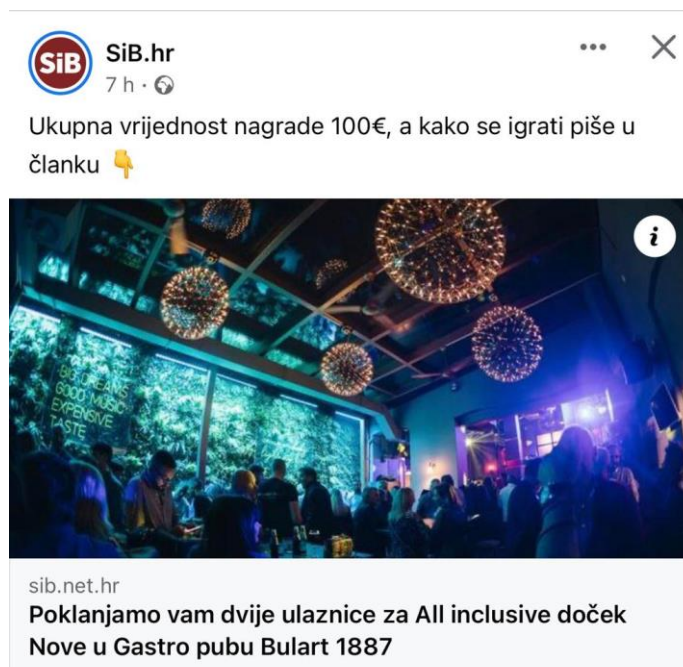 SiB
SiB.hr
7 h ·
Ukupna vrijednost nagrade 100€, a kako se igrati piše u
članku 👇
i
BIG DREAMS
GOOD MUSIC
EXPENSIVE
TASTE
sib.net.hr
Poklanjamo vam dvije ulaznice za All inclusive doček
Nove u Gastro pubu Bulart 1887